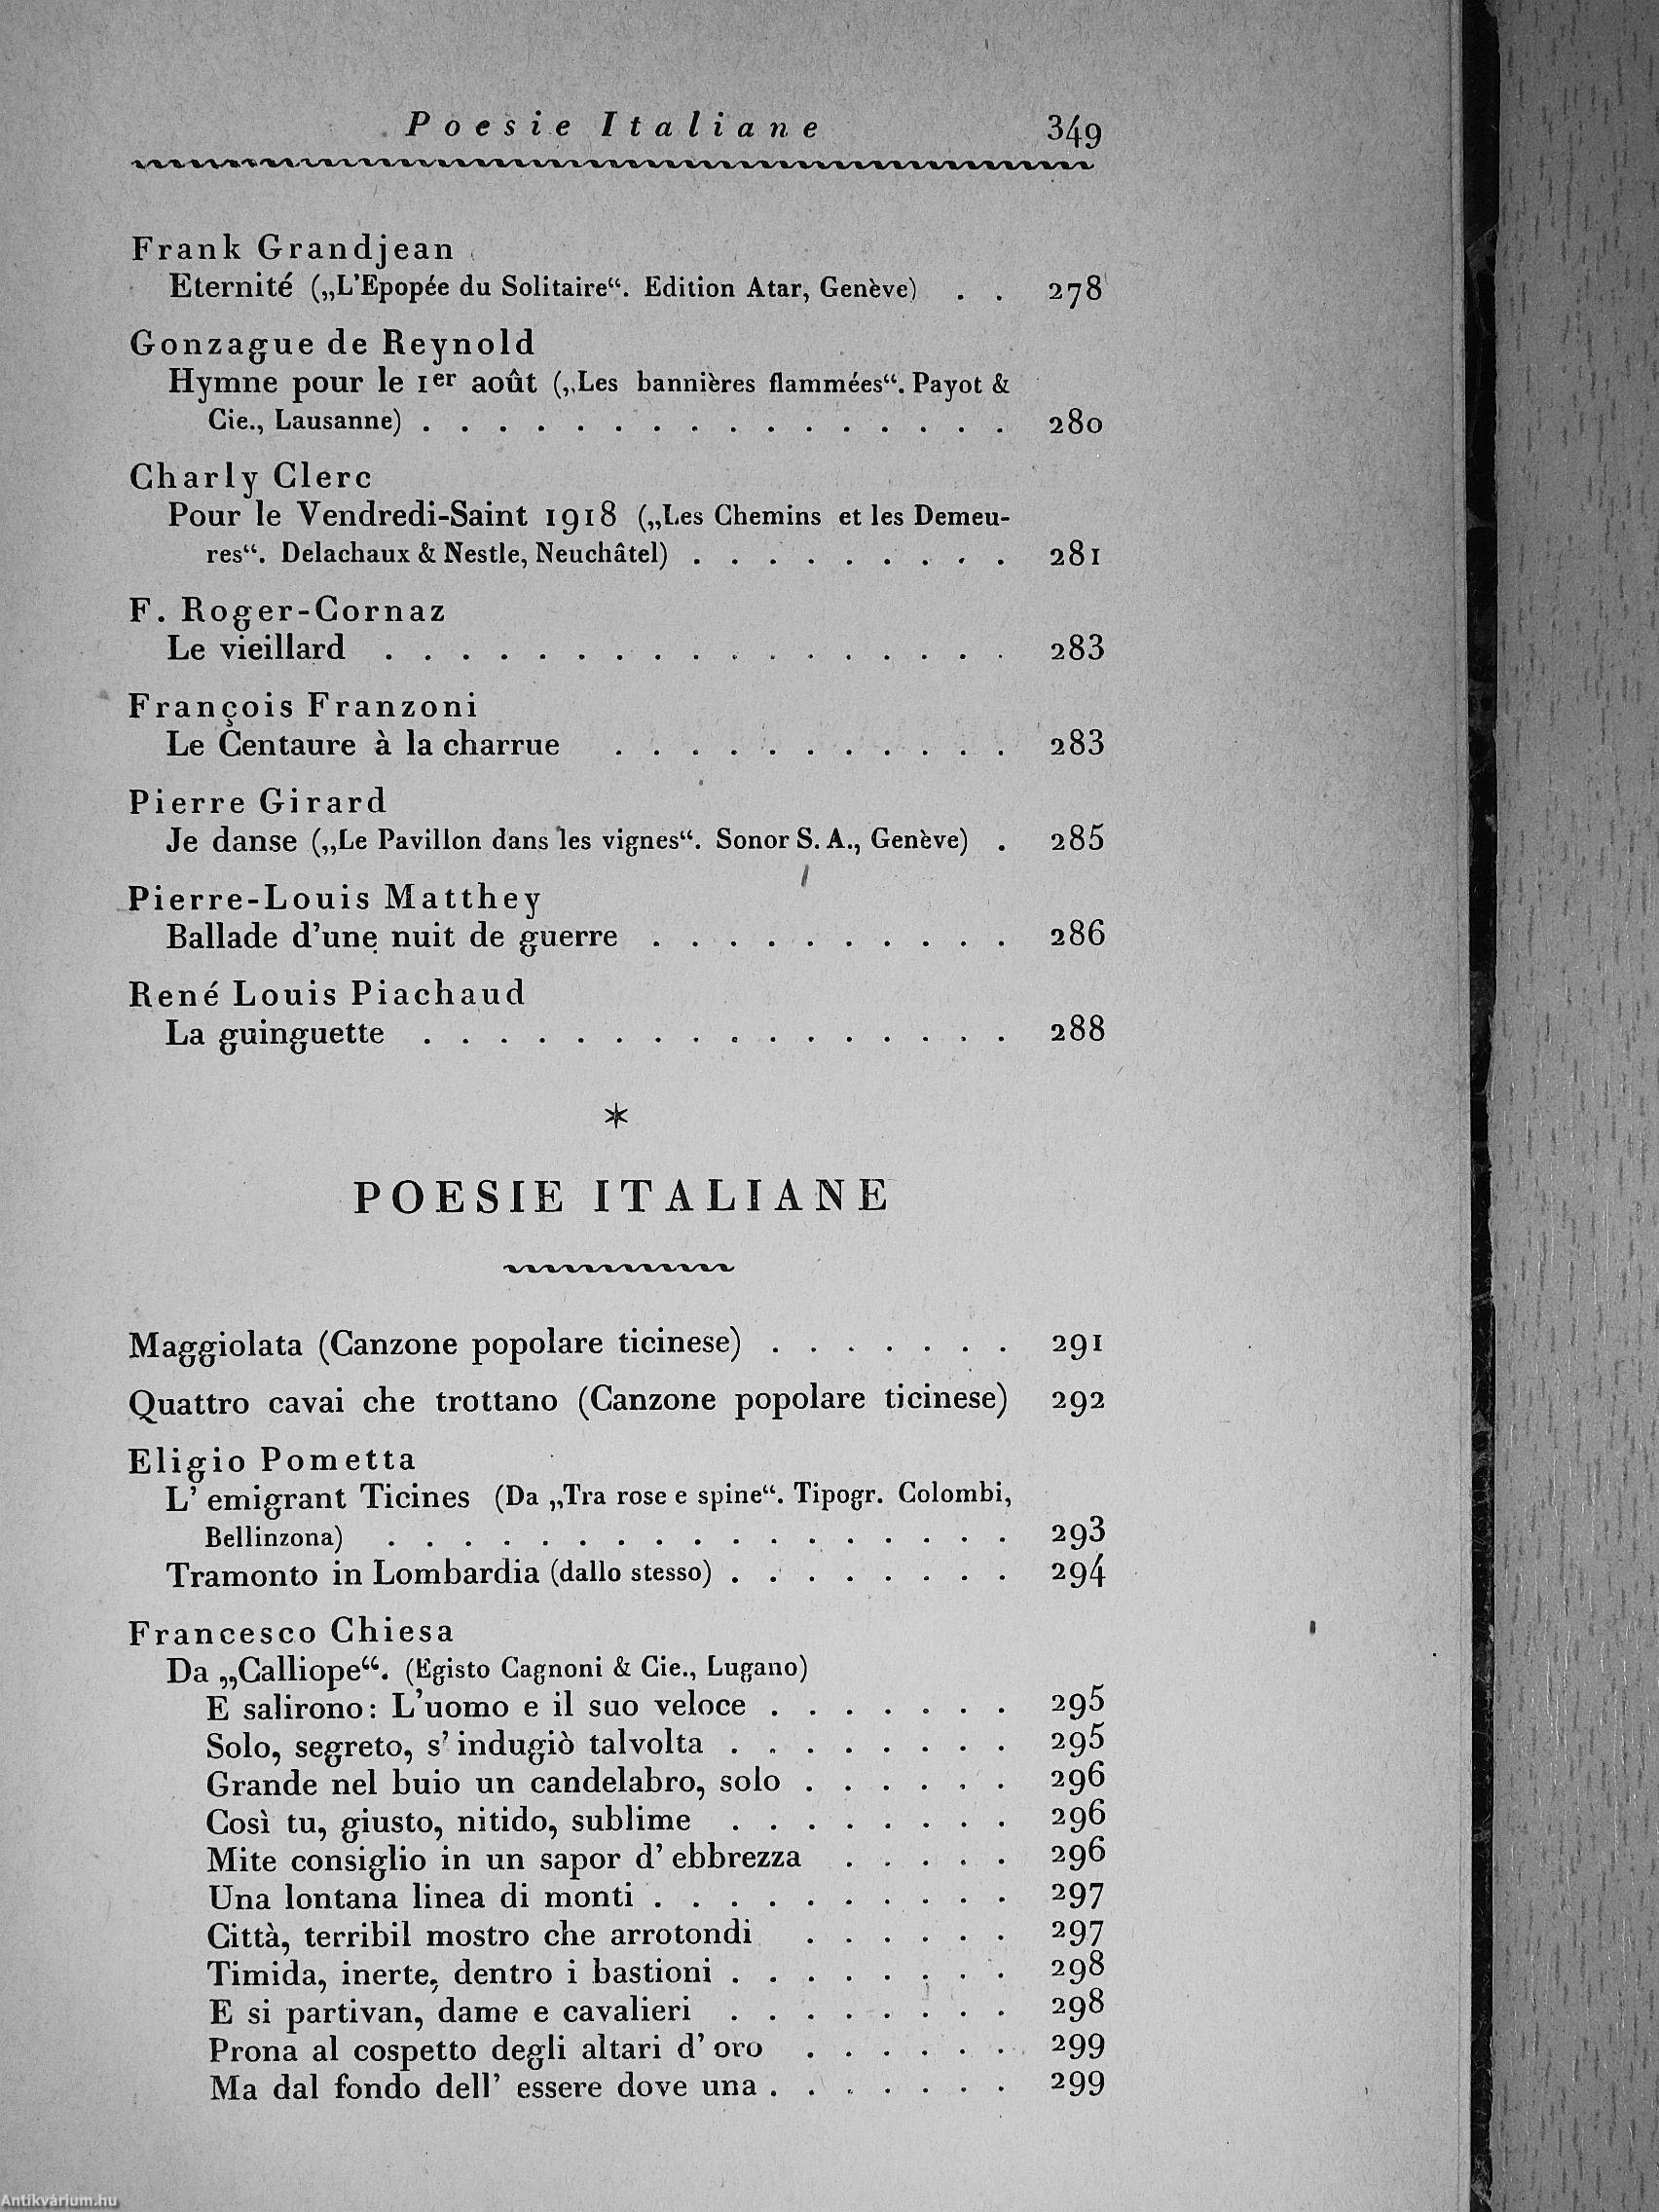 Poesie Italiane 349
Frank Grandjean
Eternité („L'Epopée du Solitaire“. Edition Atar, Genève) . . 278
Gonzague de Reynold
Hymne pour le 1er août („Les bannières flammées“. Payot &
Cie., Lausanne) . . . . . . . . . . . . . . . . 280
Charly Clerc
Pour le Vendredi-Saint 1918 („Les Chemins et les Demeu-
res“. Delachaux & Nestle, Neuchâtel) . . . . . . . . . 281
F. Roger-Cornaz
Le vieillard . . . . . . . . . . . . . . . . . 283
François Franzoni
Le Centaure à la charrue . . . . . . . . . . . 283
Pierre Girard
Je danse („Le Pavillon dans les vignes“. Sonor S. A., Genève) . 285
Pierre-Louis Matthey
Ballade d'une nuit de guerre . . . . . . . . . . 286
René Louis Piachaud
La guinguette . . . . . . . . . . . . . . . . 288
*
POESIE ITALIANE
Maggiolata (Canzone popolare ticinese) . . . . . . . 291
Quattro cavai che trottano (Canzone popolare ticinese) 292
Eligio Pometta
L' emigrant Ticines (Da „Tra rose e spine“. Tipogr. Colombi,
Bellinzona) . . . . . . . . . . . . . . . . . 293
Tramonto in Lombardia (dallo stesso) . . . . . . . . 294
Francesco Chiesa
Da „Calliope“. (Egisto Cagnoni & Cie., Lugano)
E salirono: L'uomo e il suo veloce . . . . . . . 295
Solo, segreto, s' indugiò talvolta . . . . . . . . 295
Grande nel buio un candelabro, solo . . . . . . 296
Così tu, giusto, nitido, sublime . . . . . . . . 296
Mite consiglio in un sapor d' ebbrezza . . . . . 296
Una lontana linea di monti . . . . . . . . . . 297
Città, terribil mostro che arrotondi . . . . . . 297
Timida, inerte, dentro i bastioni . . . . . . . . 298
E si partivan, dame e cavalieri . . . . . . . . 298
Prona al cospetto degli altari d' oro . . . . . . 299
Ma dal fondo dell' essere dove una . . . . . . . 299
Antikvárium.hu